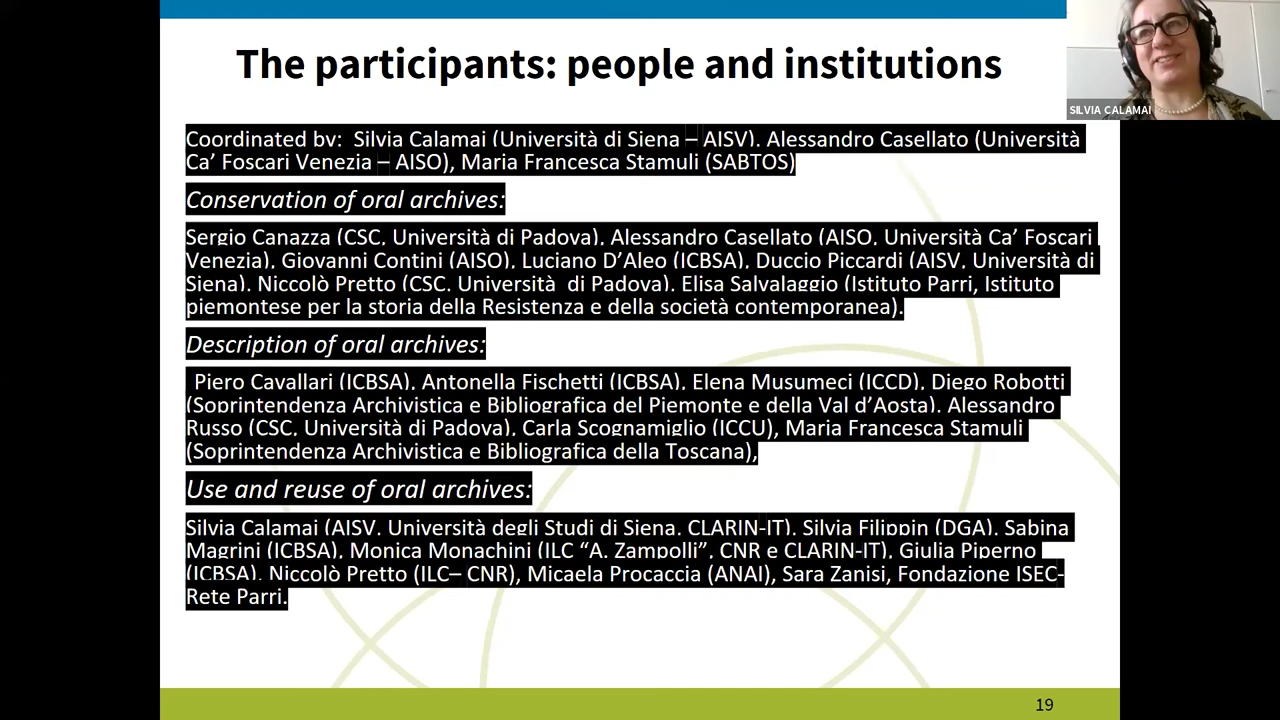 The participants: people and institutions
SILVIA CALAMAI
Coordinated by:  Silvia Calamai (Università di Siena – AISV), Alessandro Casellato (Università
Ca’ Foscari Venezia – AISO), Maria Francesca Stamuli (SABTOS)
Conservation of oral archives:
Sergio Canazza (CSC, Università di Padova), Alessandro Casellato (AISO, Università Ca’ Foscari
Venezia), Giovanni Contini (AISO), Luciano D’Aleo (ICBSA), Duccio Piccardi (AISV, Università di
Siena), Niccolò Pretto (CSC, Università  di Padova), Elisa Salvalaggio (Istituto Parri, Istituto
piemontese per la storia della Resistenza e della società contemporanea).
Description of oral archives:
Piero Cavallari (ICBSA), Antonella Fischetti (ICBSA), Elena Musumeci (ICCD), Diego Robotti
(Soprintendenza Archivistica e Bibliografica del Piemonte e della Val d’Aosta), Alessandro
Russo (CSC, Università di Padova), Carla Scognamiglio (ICCU), Maria Francesca Stamuli
(Soprintendenza Archivistica e Bibliografica della Toscana),
Use and reuse of oral archives:
Silvia Calamai (AISV, Università degli Studi di Siena, CLARIN-IT), Silvia Filippin (DGA), Sabina
Magrini (ICBSA), Monica Monachini (ILC “A. Zampolli”, CNR e CLARIN-IT), Giulia Piperno
(ICBSA), Niccolò Pretto (ILC– CNR), Micaela Procaccia (ANAI), Sara Zanisi, Fondazione ISEC-
Rete Parri.
19